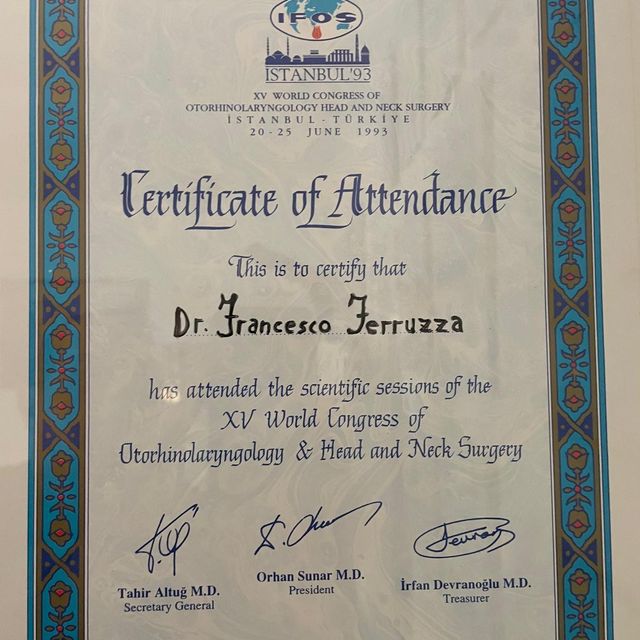 IFOS
ISTANBUL'93
XV WORLD CONGRESS OF
OTORHINOLARYNGOLOGY HEAD AND NECK SURGERY
İSTANBUL - TÜRKİYE
20-25 JUNE 1993
Certificate of Attendance
This is to certify that
Dr. Francesco Ferruzza
has attended the scientific sessions of the
XV World Congress of
Otorhinolaryngology & Head and Neck Surgery
Tahir Altuğ M.D.
Secretary General
Orhan Sunar M.D.
President
İrfan Devranoğlu M.D.
Treasurer